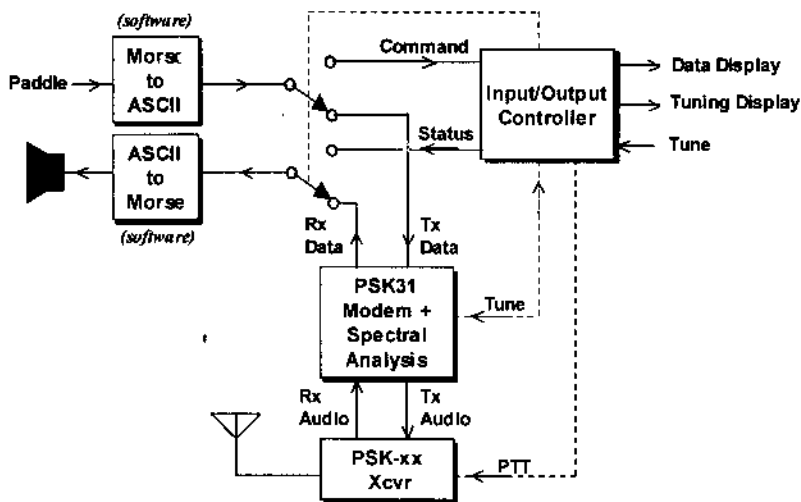 (software)
Morse
to
ASCII
Paddle
Command
Input/Output
Controller
Data Display
Tuning Display
Tune
ASCII
to
Morse
(software)
Status
Rx
Data
Tx
Data
PSK31
Modem +
Spectral
Analysis
Tune
Rx
Audio
Tx
Audio
PSK-xx
Xcvr
PTT